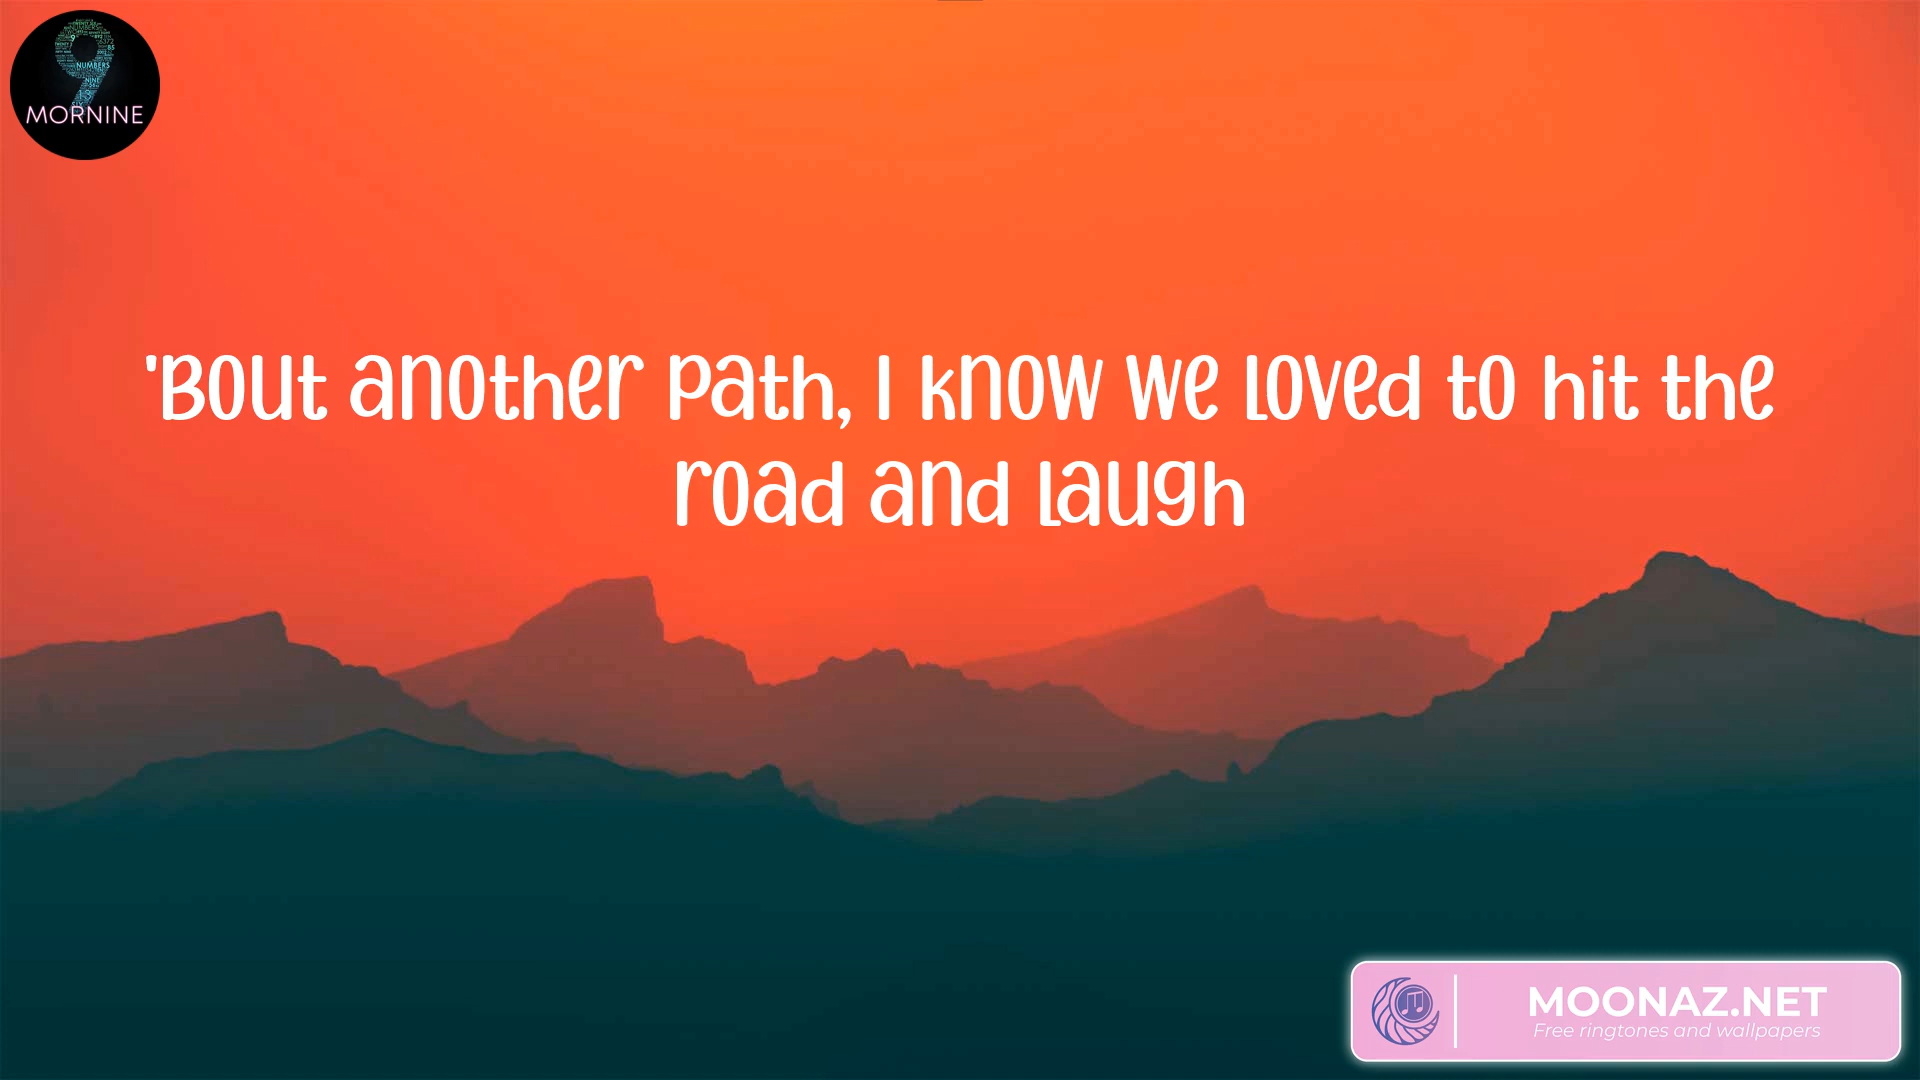 MORNINE
'Bout another path, I know we loved to hit the
road and laugh
MOONAZ.NET
Free ringtones and wallpapers